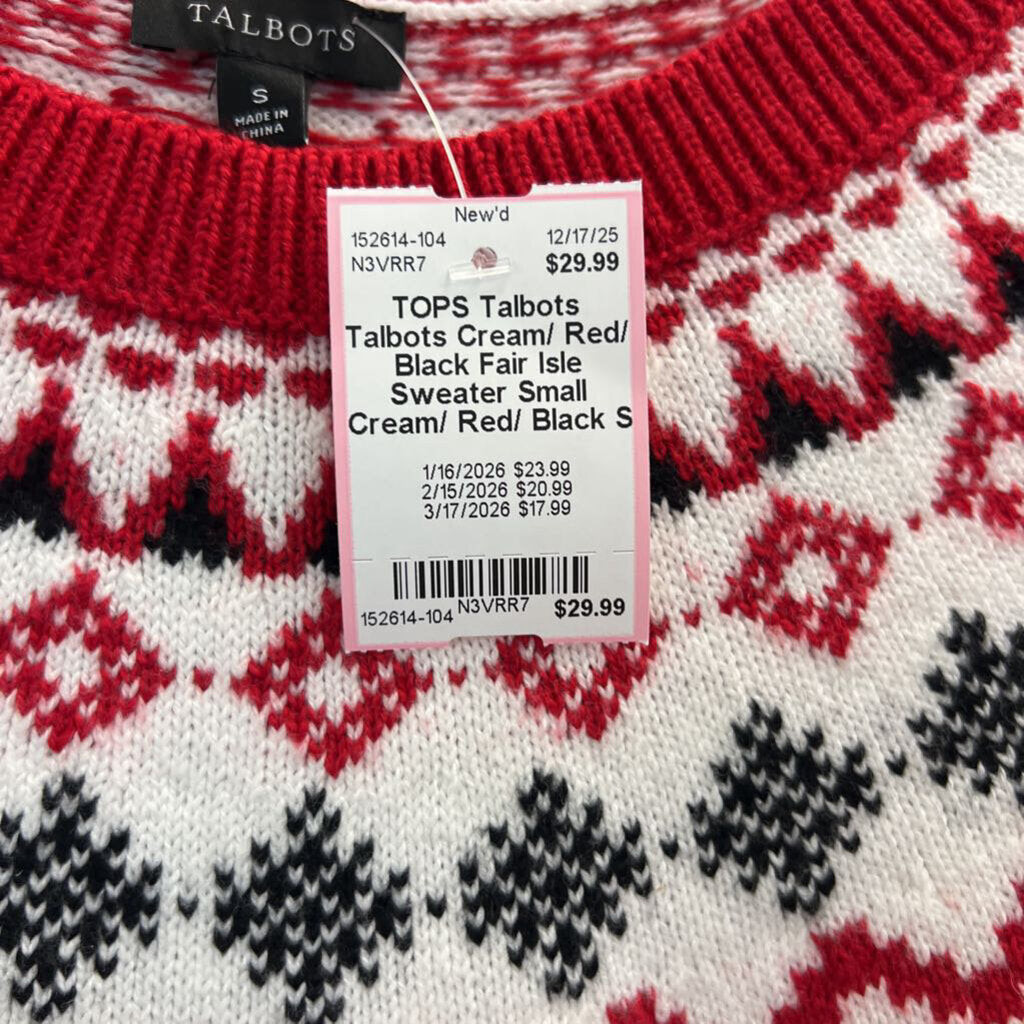 TALBOTS
S
MADE IN
CHINA
New'd
152614-104 12/17/25
N3VRR7 $29.99
TOPS Talbots
Talbots Cream/ Red/
Black Fair Isle
Sweater Small
Cream/ Red/ Black S
1/16/2026 $23.99
2/15/2026 $20.99
3/17/2026 $17.99
152614-104 N3VRR7 $29.99